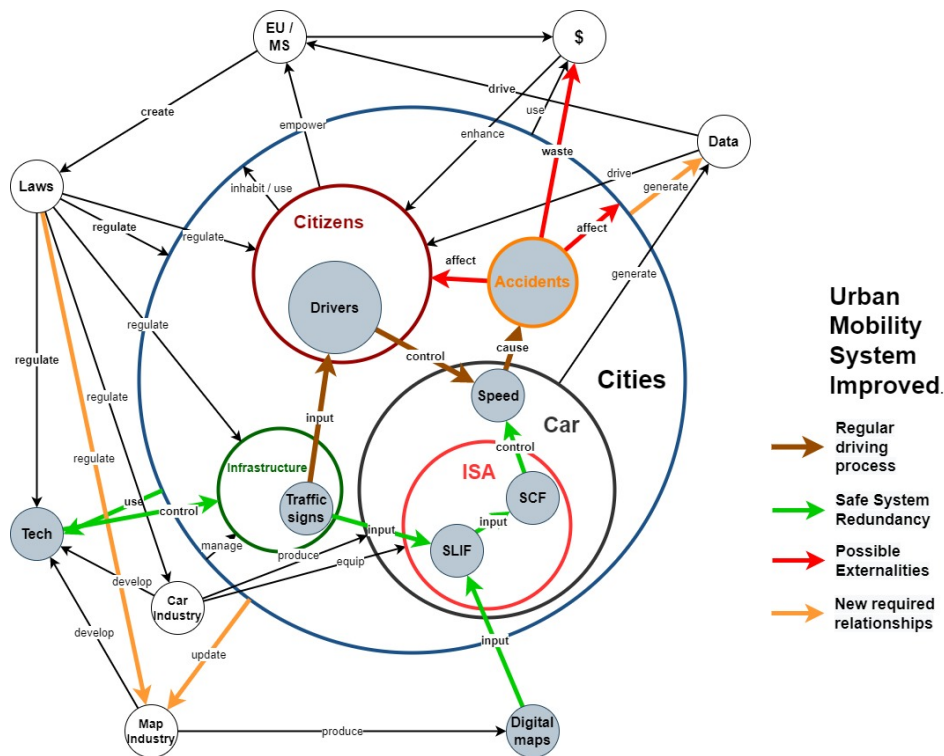 EU /
MS
$
drive
use
create
empower
enhance
waste
Data
Laws
inhabit / use
drive
generate
regulate
regulate
Citizens
affect
affect
generate
Accidents
Drivers
Urban
Mobility
System
Improved.
regulate
control
cause
regulate
Cities
regulate
Speed
input
Car
Regular
driving
process
regulate
Infrastructure
ISA
control
Traffic
signs
SCF
use
control
Safe System
Redundancy
Tech
input
input
manage
produce
SLIF
equip
Possible
Externalities
develop
Car
Industry
New required
relationships
develop
update
input
Map
Industry
produce
Digital
maps